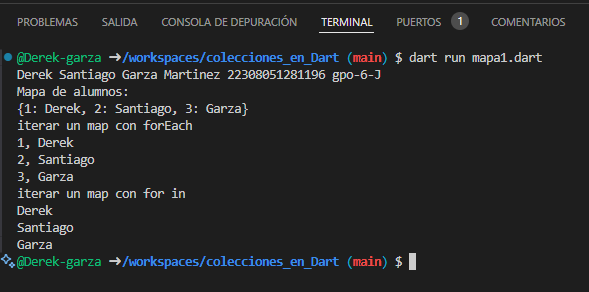 PROBLEMAS SALIDA CONSOLA DE DEPURACIÓN TERMINAL PUERTOS 1 COMENTARIOS
@Derek-garza ➜/workspaces/colecciones_en_Dart (main) $ dart run mapa1.dart
Derek Santiago Garza Martinez 22308051281196 gpo-6-J
Mapa de alumnos:
{1: Derek, 2: Santiago, 3: Garza}
iterar un map con forEach
1, Derek
2, Santiago
3, Garza
iterar un map con for in
Derek
Santiago
Garza
@Derek-garza ➜/workspaces/colecciones_en_Dart (main) $